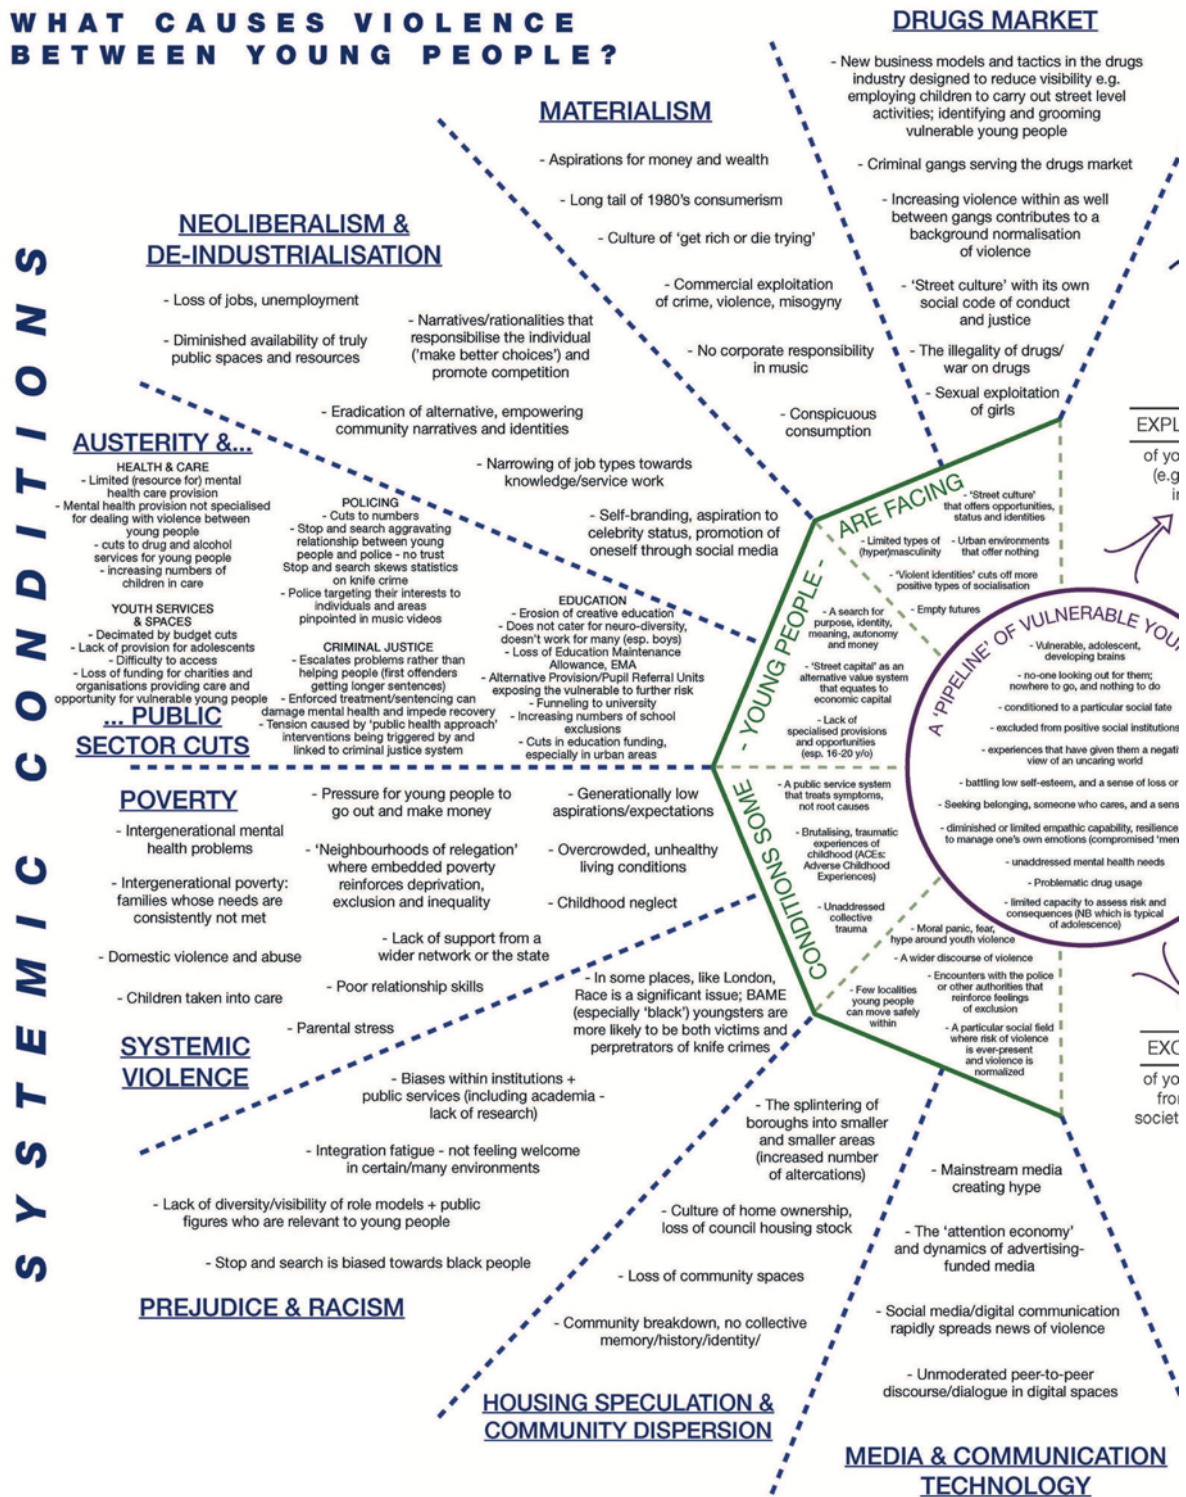 WHAT CAUSES VIOLENCE
BETWEEN YOUNG PEOPLE?
SYSTEMIC CONDITIONS
DRUGS MARKET
- New business models and tactics in the drugs
industry designed to reduce visibility e.g.
employing children to carry out street level
activities; identifying and grooming
vulnerable young people
- Criminal gangs serving the drugs market
- Increasing violence within as well
between gangs contributes to a
background normalisation
of violence
- 'Street culture' with its own
social code of conduct
and justice
- The illegality of drugs/
war on drugs
- Sexual exploitation
of girls
MATERIALISM
- Aspirations for money and wealth
- Long tail of 1980's consumerism
- Culture of 'get rich or die trying'
- Commercial exploitation
of crime, violence, misogyny
- No corporate responsibility
in music
- Conspicuous
consumption
NEOLIBERALISM &
DE-INDUSTRIALISATION
- Loss of jobs, unemployment
- Diminished availability of truly
public spaces and resources
- Narratives/rationalities that
responsibilise the individual
('make better choices') and
promote competition
- Eradication of alternative, empowering
community narratives and identities
- Narrowing of job types towards
knowledge/service work
- Self-branding, aspiration to
celebrity status, promotion of
oneself through social media
AUSTERITY &...
HEALTH & CARE
- Limited (resource for) mental
health care provision
- Mental health provision not specialised
for dealing with violence between
young people
- cuts to drug and alcohol
services for young people
- increasing numbers of
children in care
YOUTH SERVICES
& SPACES
- Decimated by budget cuts
- Lack of provision for adolescents
- Difficulty to access
- Loss of funding for charities and
organisations providing care and
opportunity for vulnerable young people
... PUBLIC
SECTOR CUTS
POLICING
- Cuts to numbers
- Stop and search aggravating
relationship between young
people and police - no trust
Stop and search skews statistics
on knife crime
- Police targeting their interests to
individuals and areas
pinpointed in music videos
CRIMINAL JUSTICE
- Escalates problems rather than
helping people (first offenders
getting longer sentences)
- Enforced treatment/sentencing can
damage mental health and impede recovery
- Tension caused by 'public health approach'
interventions being triggered by and
linked to criminal justice system
EDUCATION
- Erosion of creative education
- Does not cater for neuro-diversity,
doesn't work for many (esp. boys)
- Loss of Education Maintenance
Allowance, EMA
- Alternative Provision/Pupil Referral Units
exposing the vulnerable to further risk
- Funneling to university
- Increasing numbers of school
exclusions
- Cuts in education funding,
especially in urban areas
POVERTY
- Intergenerational mental
health problems
- Intergenerational poverty:
families whose needs are
consistently not met
- Domestic violence and abuse
- Children taken into care
- Pressure for young people to
go out and make money
- 'Neighbourhoods of relegation'
where embedded poverty
reinforces deprivation,
exclusion and inequality
- Lack of support from a
wider network or the state
- Poor relationship skills
- Parental stress
- Generationally low
aspirations/expectations
- Overcrowded, unhealthy
living conditions
- Childhood neglect
SYSTEMIC
VIOLENCE
- In some places, like London,
Race is a significant issue; BAME
(especially 'black') youngsters are
more likely to be both victims and
perpretrators of knife crimes
- Biases within institutions +
public services (including academia -
lack of research)
- Integration fatigue - not feeling welcome
in certain/many environments
- Lack of diversity/visibility of role models + public
figures who are relevant to young people
- Stop and search is biased towards black people
PREJUDICE & RACISM
- The splintering of
boroughs into smaller
and smaller areas
(increased number
of altercations)
- Culture of home ownership,
loss of council housing stock
- Loss of community spaces
- Community breakdown, no collective
memory/history/identity/
HOUSING SPECULATION &
COMMUNITY DISPERSION
- Mainstream media
creating hype
- The 'attention economy'
and dynamics of advertising-
funded media
- Social media/digital communication
rapidly spreads news of violence
- Unmoderated peer-to-peer
discourse/dialogue in digital spaces
MEDIA & COMMUNICATION
TECHNOLOGY
CONDITIONS SOME - YOUNG PEOPLE - ARE FACING
- 'Street culture'
that offers opportunities,
status and identities
- Limited types of
(hyper)masculinity
- Urban environments
that offer nothing
- 'Violent identities' cuts off more
positive types of socialisation
- Empty futures
- A search for
purpose, identity,
meaning, autonomy
and money
- 'Street capital' as an
alternative value system
that equates to
economic capital
- Lack of
specialised provisions
and opportunities
(esp. 16-20 y/o)
- A public service system
that treats symptoms,
not root causes
- Brutalising, traumatic
experiences of
childhood (ACEs:
Adverse Childhood
Experiences)
- Unaddressed
collective
trauma
- Moral panic, fear,
hype around youth violence
- A wider discourse of violence
- Few localities
young people
can move safely
within
- Encounters with the police
or other authorities that
reinforce feelings
of exclusion
- A particular social field
where risk of violence
is ever-present
and violence is
normalized
A 'PIPELINE' OF VULNERABLE YOU
- Vulnerable, adolescent,
developing brains
- no-one looking out for them;
nowhere to go, and nothing to do
- conditioned to a particular social fate
- excluded from positive social institutions
- experiences that have given them a negati
view of an uncaring world
- battling low self-esteem, and a sense of loss or
- Seeking belonging, someone who cares, and a sens
- diminished or limited empathic capability, resilience
to manage one's own emotions (compromised 'men
- unaddressed mental health needs
- Problematic drug usage
- limited capacity to assess risk and
consequences (NB which is typical
of adolescence)
EXPL
of yo
(e.g
in
EXC
of yo
fro
societ